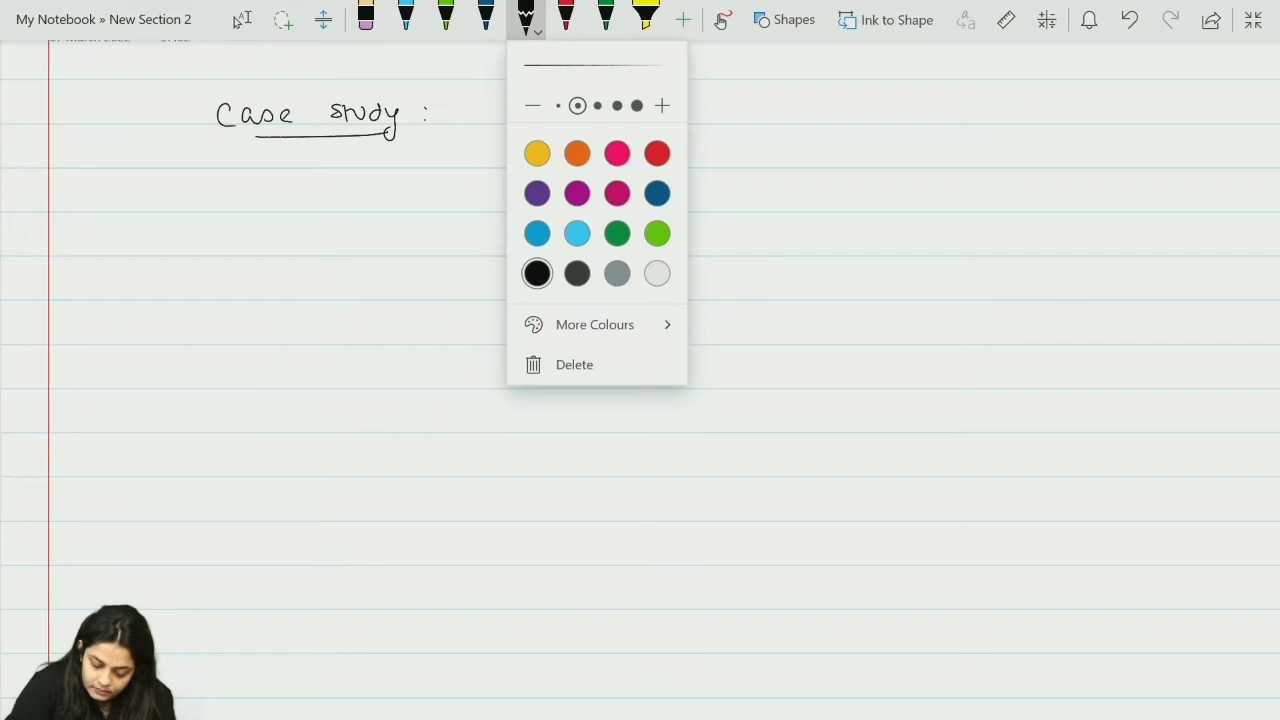 My Notebook » New Section 2
Shapes
Ink to Shape
Case study :
More Colours
Delete